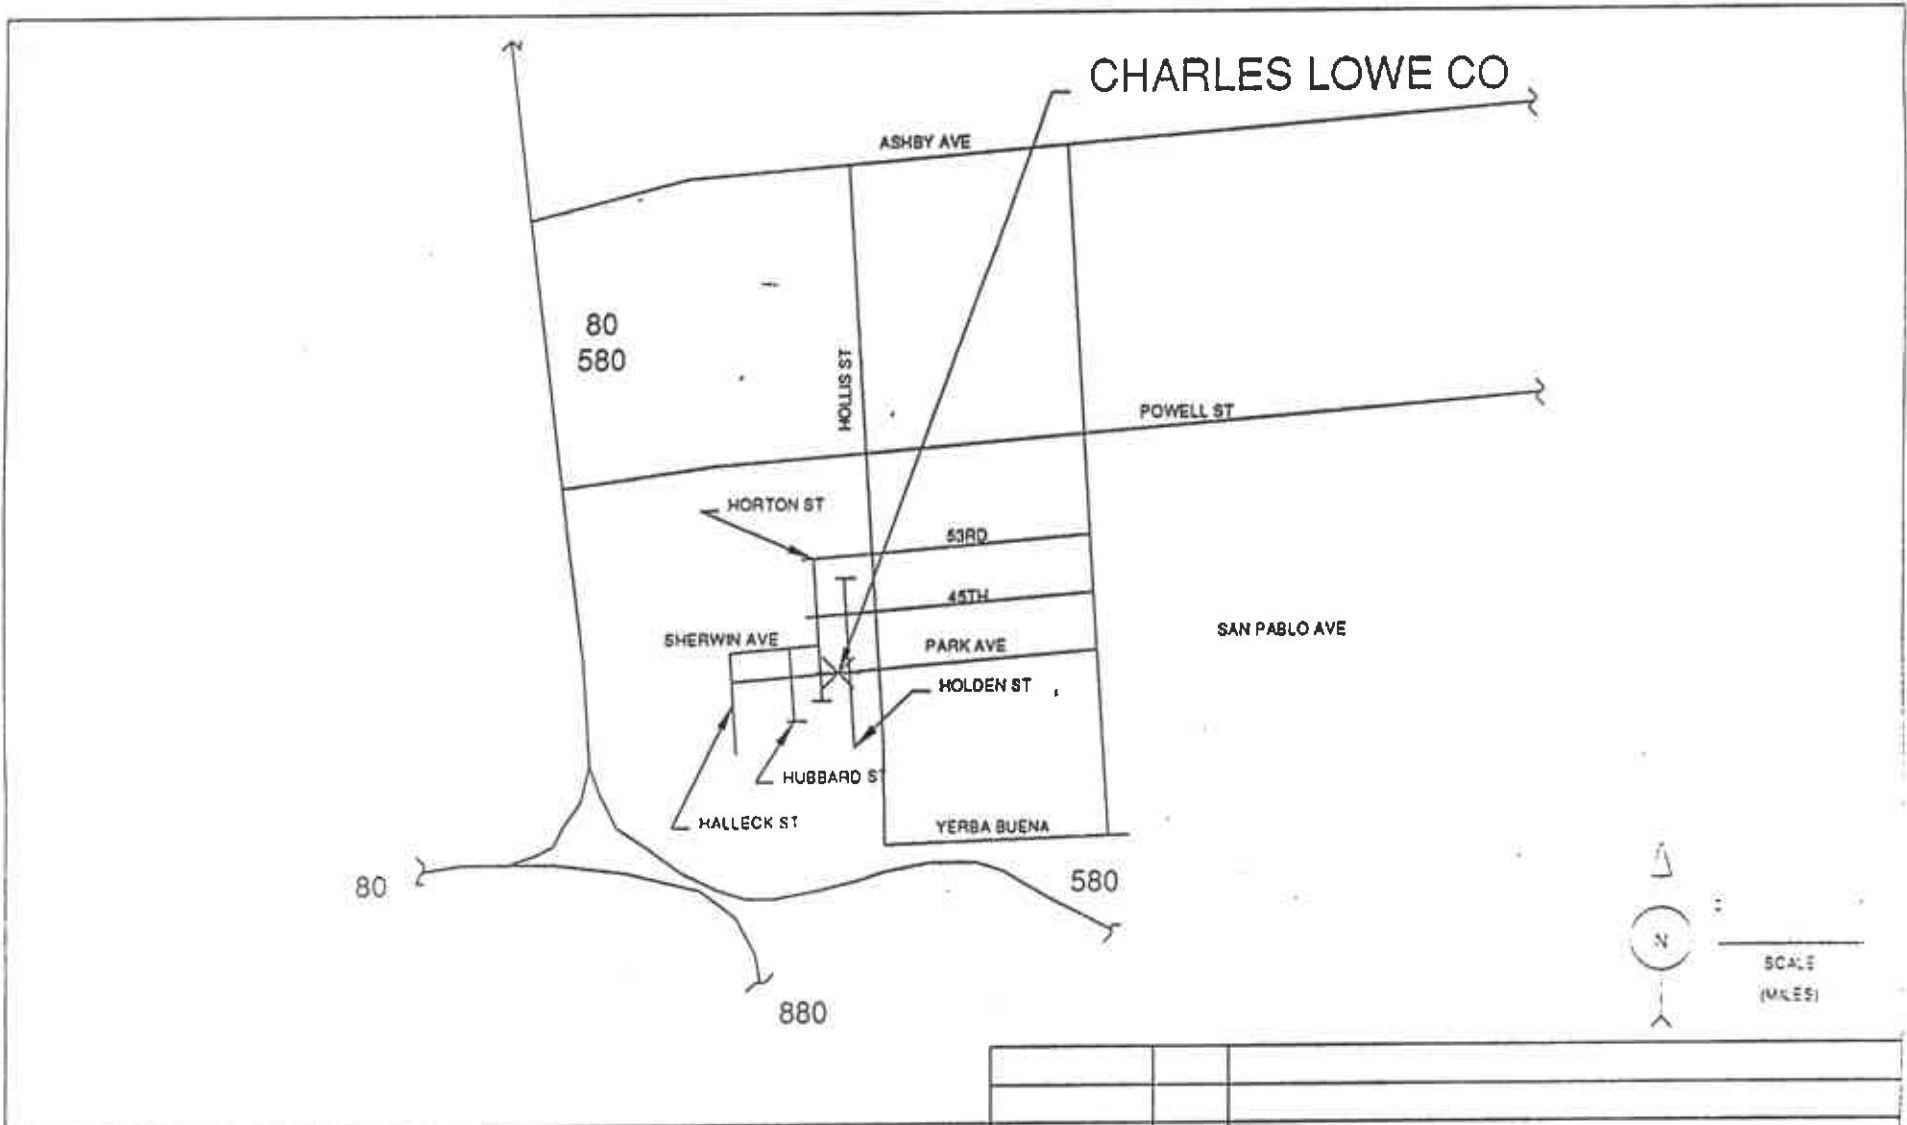 CHARLES LOWE CO
ASHBY AVE
80
580
HOLLIS ST
POWELL ST
HORTON ST
53RD
45TH
SAN PABLO AVE
SHERWIN AVE
PARK AVE
HOLDEN ST
HUBBARD ST
HALLECK ST
YERBA BUENA
80
580
880
N
SCALE
(MILES)